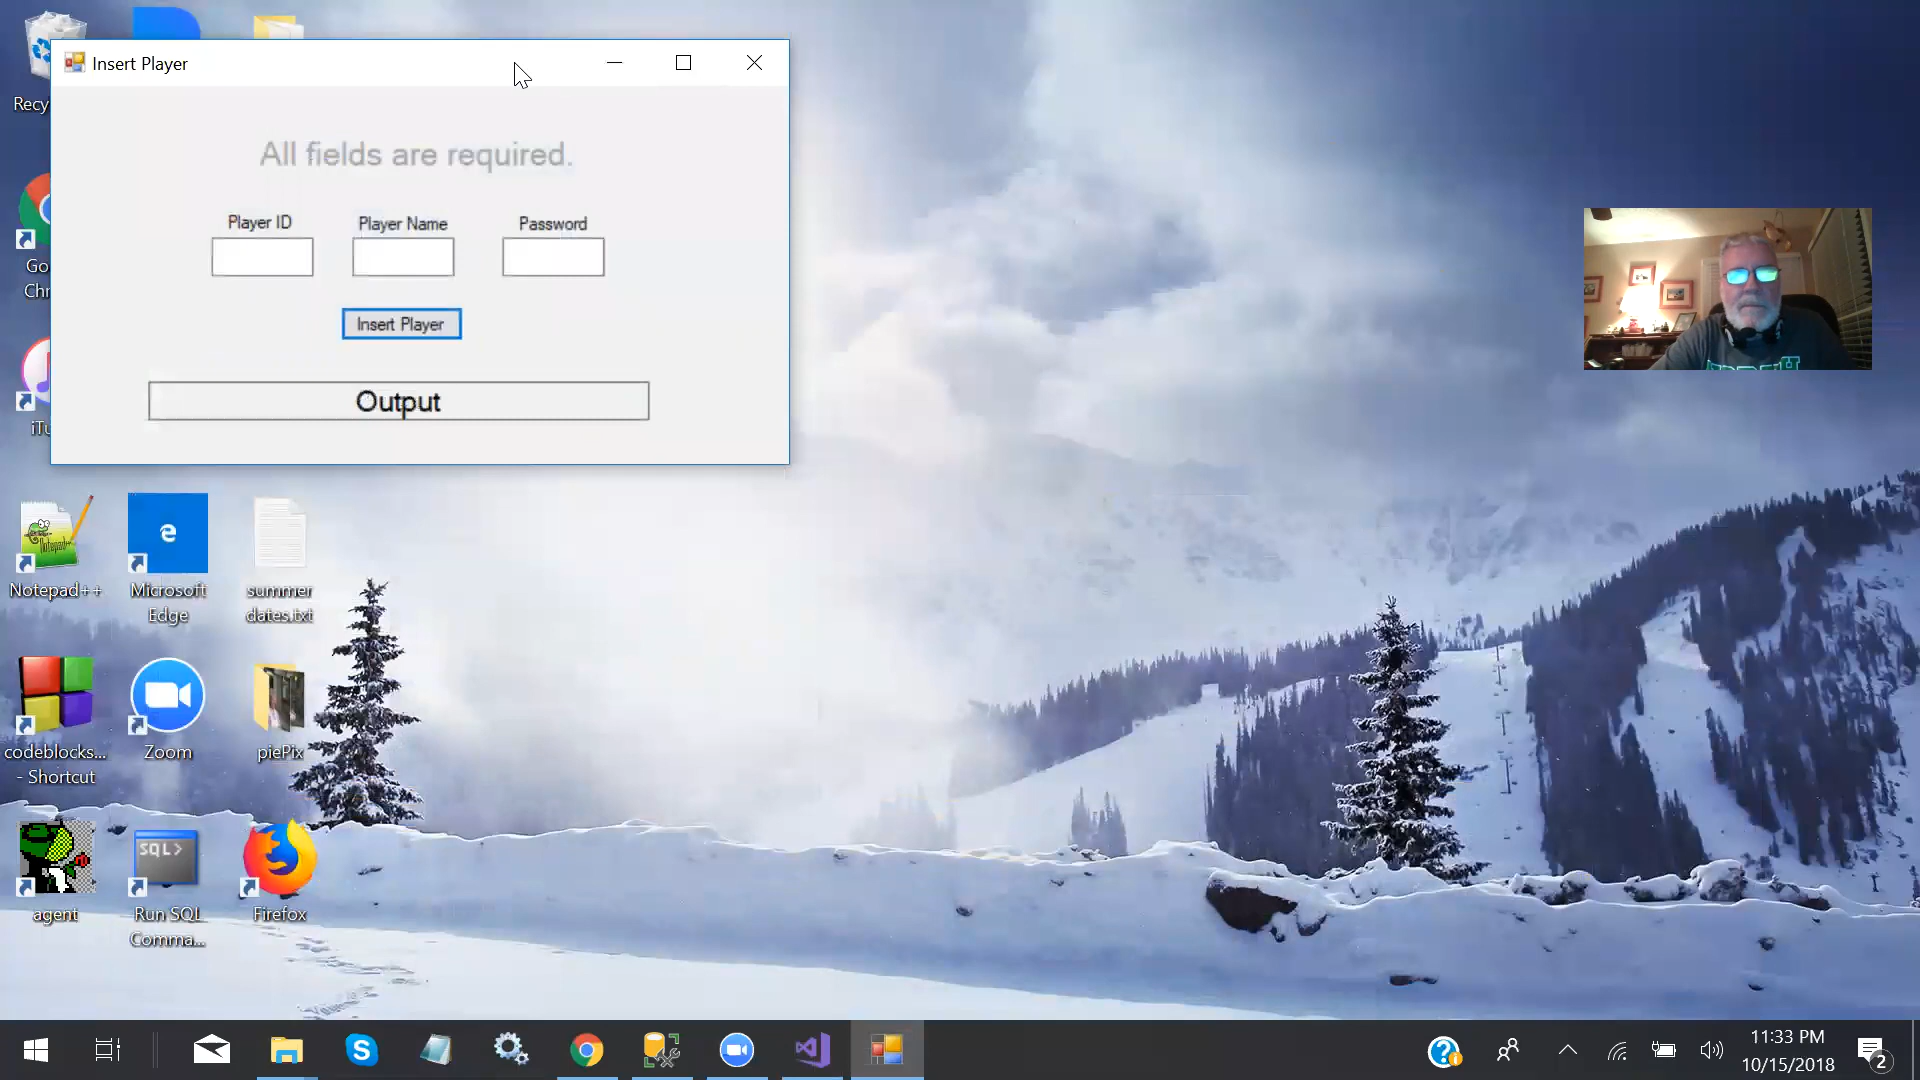 Insert Player
All fields are required.
Player ID
Player Name
Password
Insert Player
Output
Recy
Go
Chr
iTu
Notepad++
Microsoft
Edge
summer
dates.txt
codeblocks...
- Shortcut
Zoom
piePix
agent
SQL>
Run SQL
Comma...
Firefox
11:33 PM
10/15/2018
2